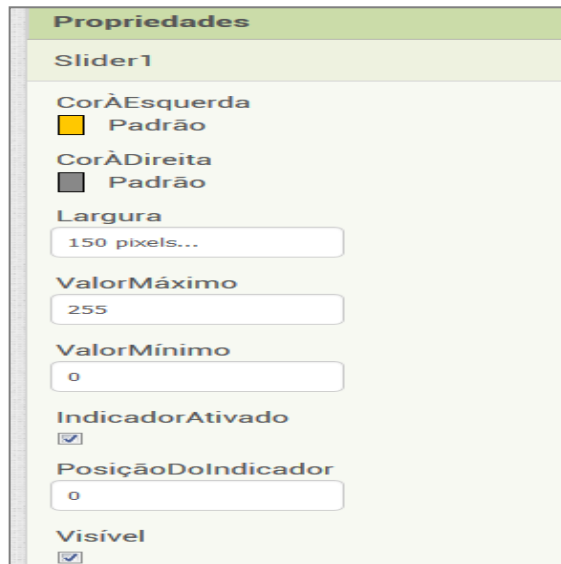 Propriedades
Slider1
CorÀEsquerda
Padrão
CorÀDireita
Padrão
Largura
150 pixels...
ValorMáximo
255
ValorMínimo
0
IndicadorAtivado
PosiçãoDoIndicador
0
Visível